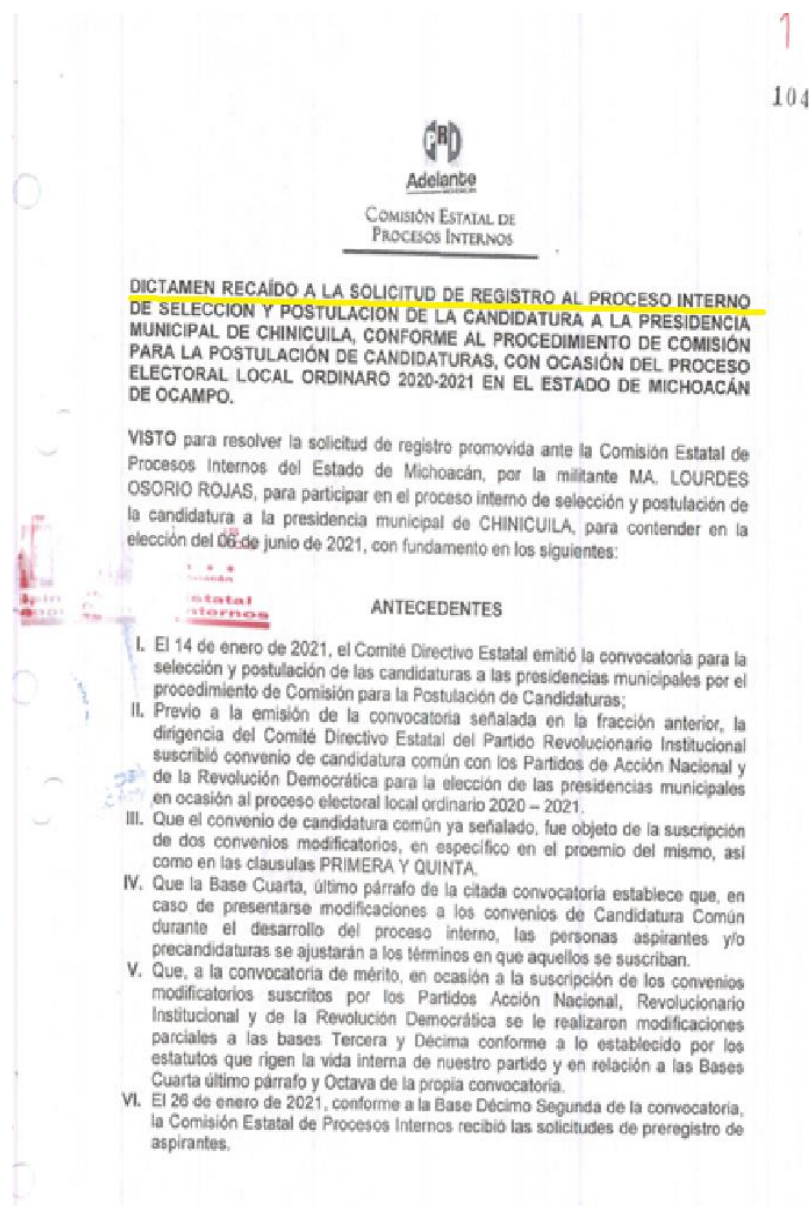 1
104
PRI
Adelante
MICHOACÁN
COMISIÓN ESTATAL DE
PROCESOS INTERNOS
DICTAMEN RECAÍDO A LA SOLICITUD DE REGISTRO AL PROCESO INTERNO
DE SELECCIÓN Y POSTULACIÓN DE LA CANDIDATURA A LA PRESIDENCIA
MUNICIPAL DE CHINICUILA, CONFORME AL PROCEDIMIENTO DE COMISIÓN
PARA LA POSTULACIÓN DE CANDIDATURAS, CON OCASIÓN DEL PROCESO
ELECTORAL LOCAL ORDINARO 2020-2021 EN EL ESTADO DE MICHOACÁN
DE OCAMPO.
VISTO para resolver la solicitud de registro promovida ante la Comisión Estatal de
Procesos Internos del Estado de Michoacán, por la militante MA. LOURDES
OSORIO ROJAS, para participar en el proceso interno de selección y postulación de
la candidatura a la presidencia municipal de CHINICUILA, para contender en la
elección del 06 de junio de 2021, con fundamento en los siguientes:
statal
nternos
ANTECEDENTES
I. El 14 de enero de 2021, el Comité Directivo Estatal emitió la convocatoria para la
selección y postulación de las candidaturas a las presidencias municipales por el
procedimiento de Comisión para la Postulación de Candidaturas;
II. Previo a la emisión de la convocatoria señalada en la fracción anterior, la
dirigencia del Comité Directivo Estatal del Partido Revolucionario Institucional
suscribió convenio de candidatura común con los Partidos de Acción Nacional y
de la Revolución Democrática para la elección de las presidencias municipales
en ocasión al proceso electoral local ordinario 2020 – 2021.
III. Que el convenio de candidatura común ya señalado, fue objeto de la suscripción
de dos convenios modificatorios, en específico en el proemio del mismo, así
como en las clausulas PRIMERA Y QUINTA.
IV. Que la Base Cuarta, último párrafo de la citada convocatoria establece que, en
caso de presentarse modificaciones a los convenios de Candidatura Común
durante el desarrollo del proceso interno, las personas aspirantes y/o
precandidaturas se ajustarán a los términos en que aquellos se suscriban.
V. Que, a la convocatoria de mérito, en ocasión a la suscripción de los convenios
modificatorios suscritos por los Partidos Acción Nacional, Revolucionario
Institucional y de la Revolución Democrática se le realizaron modificaciones
parciales a las bases Tercera y Décima conforme a lo establecido por los
estatutos que rigen la vida interna de nuestro partido y en relación a las Bases
Cuarta último párrafo y Octava de la propia convocatoria.
VI. El 26 de enero de 2021, conforme a la Base Décimo Segunda de la convocatoria,
la Comisión Estatal de Procesos Internos recibió las solicitudes de preregistro de
aspirantes.